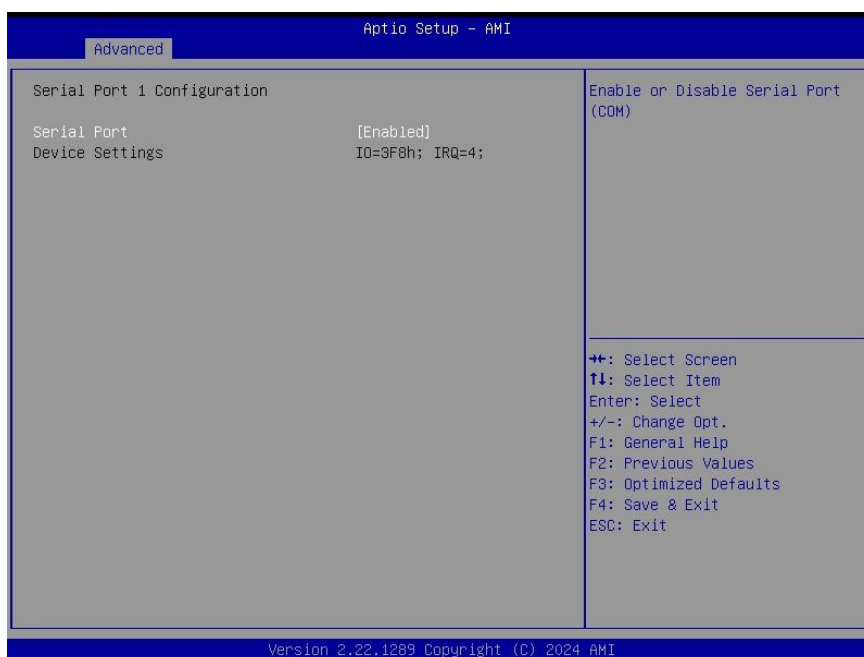 Aptio Setup - AMI
Advanced
Serial Port 1 Configuration
Serial Port [Enabled]
Device Settings IO=3F8h; IRQ=4;
Enable or Disable Serial Port
(COM)
→←: Select Screen
↑↓: Select Item
Enter: Select
+/-: Change Opt.
F1: General Help
F2: Previous Values
F3: Optimized Defaults
F4: Save & Exit
ESC: Exit
Version 2.22.1289 Copyright (C) 2024 AMI